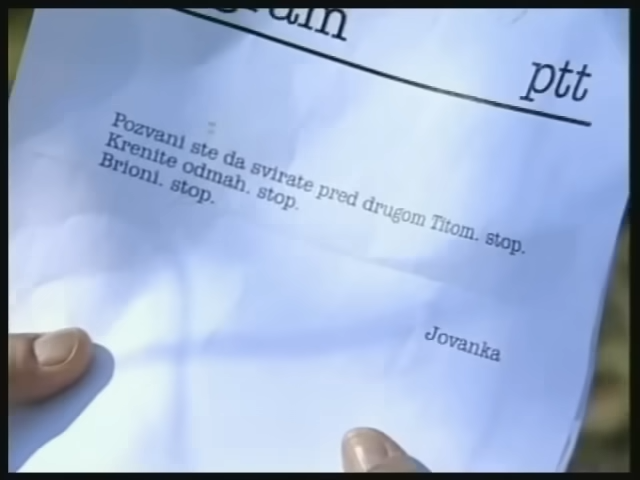 ptt
Pozvani ste da svirate pred drugom Titom. stop.
Krenite odmah. stop.
Brioni. stop.
Jovanka